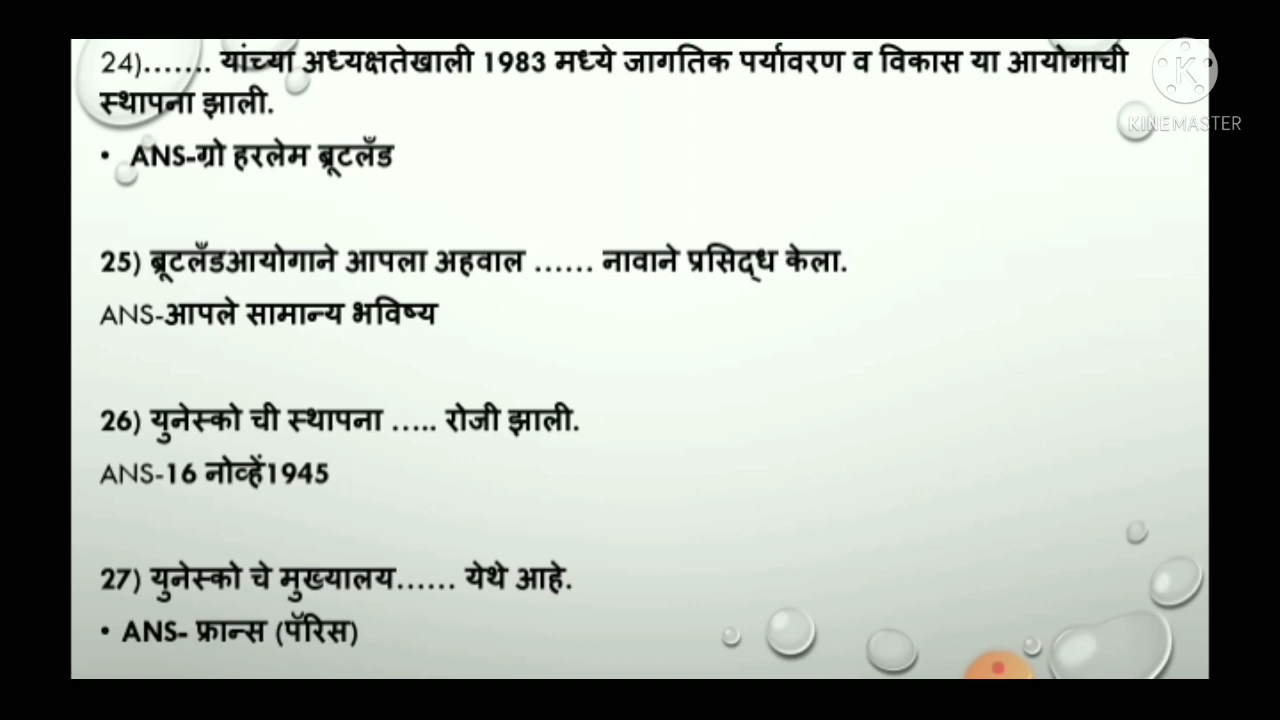 24)....... यांच्या अध्यक्षतेखाली 1983 मध्ये जागतिक पर्यावरण व विकास या आयोगाची
स्थापना झाली.
• ANS-ग्रो हरलेम ब्रूटलँड
25) ब्रूटलँडआयोगाने आपला अहवाल ...... नावाने प्रसिद्ध केला.
ANS-आपले सामान्य भविष्य
26) युनेस्को ची स्थापना ..... रोजी झाली.
ANS-16 नोव्हें1945
27) युनेस्को चे मुख्यालय...... येथे आहे.
• ANS- फ्रान्स (पॅरिस)
K
KINEMASTER